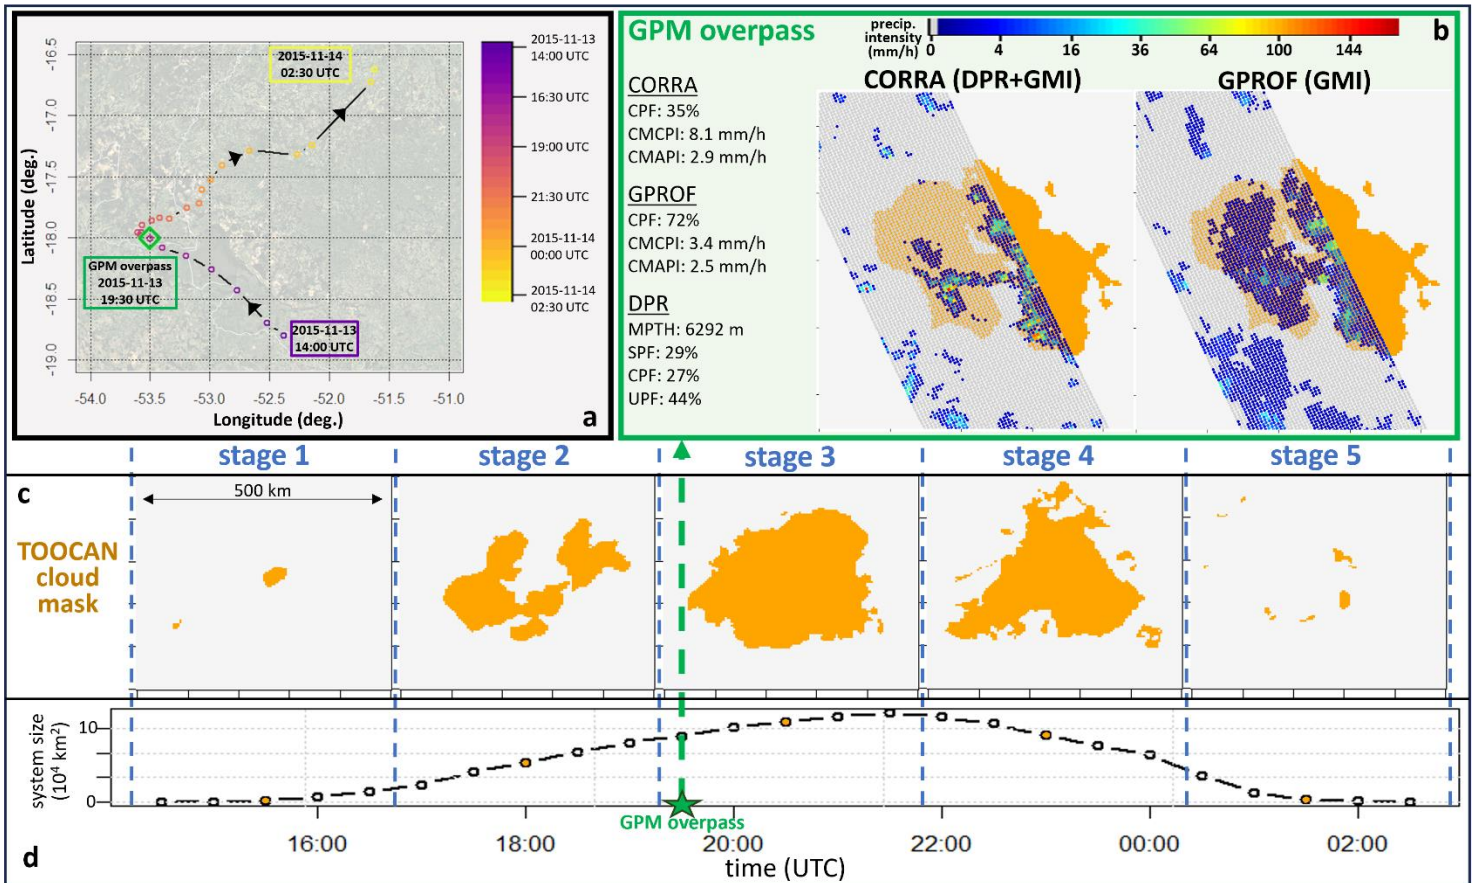 2015-11-14
02:30 UTC
GPM overpass
2015-11-13
19:30 UTC
2015-11-13
14:00 UTC
-16.5
-17.0
-17.5
-18.0
-18.5
-19.0
Latitude (deg.)
-54.0 -53.5 -53.0 -52.5 -52.0 -51.5 -51.0
Longitude (deg.)
a
2015-11-13
14:00 UTC
16:30 UTC
19:00 UTC
21:30 UTC
2015-11-14
00:00 UTC
2015-11-14
02:30 UTC
GPM overpass
precip.
intensity
(mm/h)
0 4 16 36 64 100 144
b
CORRA
CPF: 35%
CMCPI: 8.1 mm/h
CMAPI: 2.9 mm/h
GPROF
CPF: 72%
CMCPI: 3.4 mm/h
CMAPI: 2.5 mm/h
DPR
MPTH: 6292 m
SPF: 29%
CPF: 27%
UPF: 44%
CORRA (DPR+GMI)
GPROF (GMI)
stage 1 stage 2 stage 3 stage 4 stage 5
c
500 km
TOOCAN
cloud
mask
system size
(10⁴ km²)
10
0
GPM overpass
16:00 18:00 20:00 22:00 00:00 02:00
time (UTC)
d